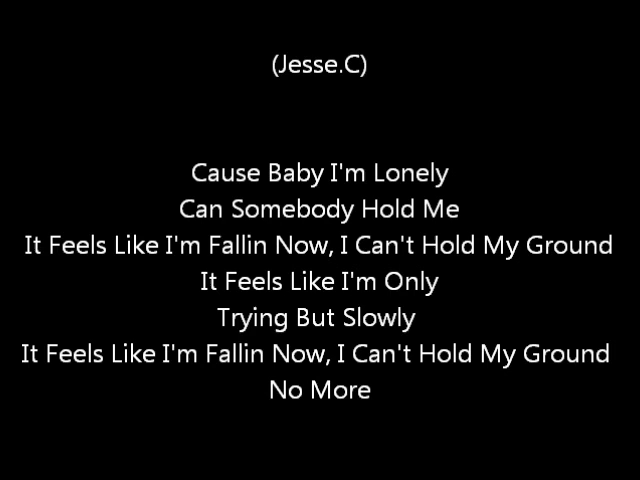 (Jesse.C)
Cause Baby I'm Lonely
Can Somebody Hold Me
It Feels Like I'm Fallin Now, I Can't Hold My Ground
It Feels Like I'm Only
Trying But Slowly
It Feels Like I'm Fallin Now, I Can't Hold My Ground
No More